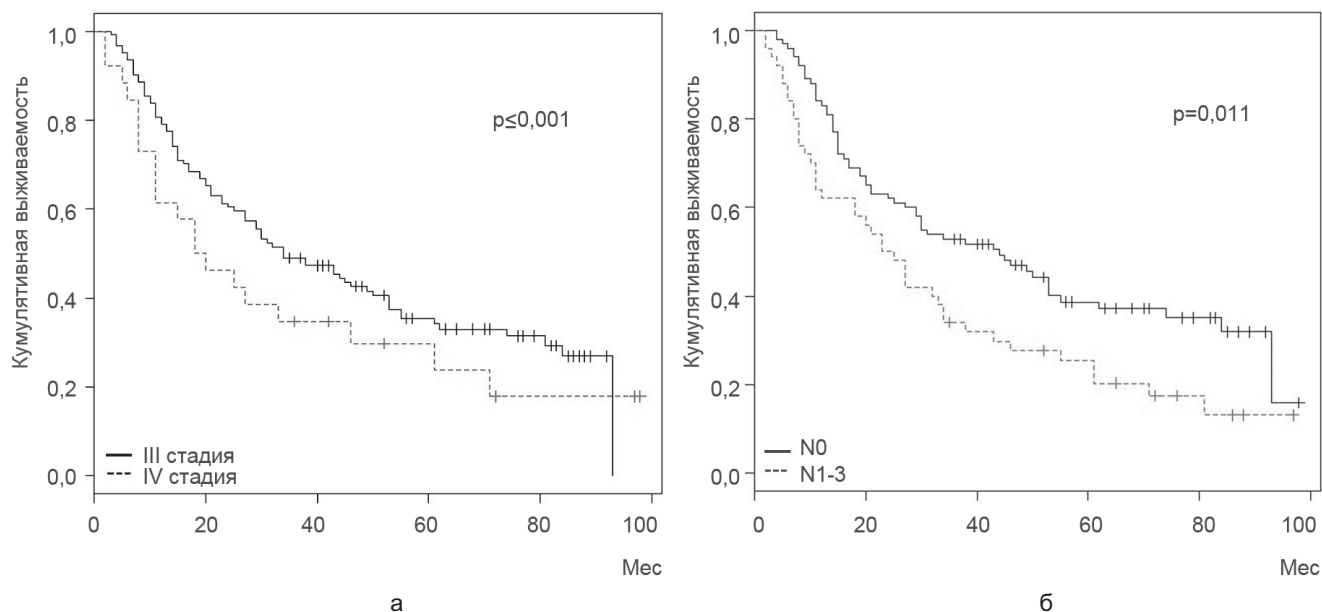 Кумулятивная выживаемость
1,0
0,8
0,6
0,4
0,2
0,0
p≤0,001
III стадия
IV стадия
0 20 40 60 80 100
Мес
а
Кумулятивная выживаемость
1,0
0,8
0,6
0,4
0,2
0,0
p=0,011
N0
N1-3
0 20 40 60 80 100
Мес
б